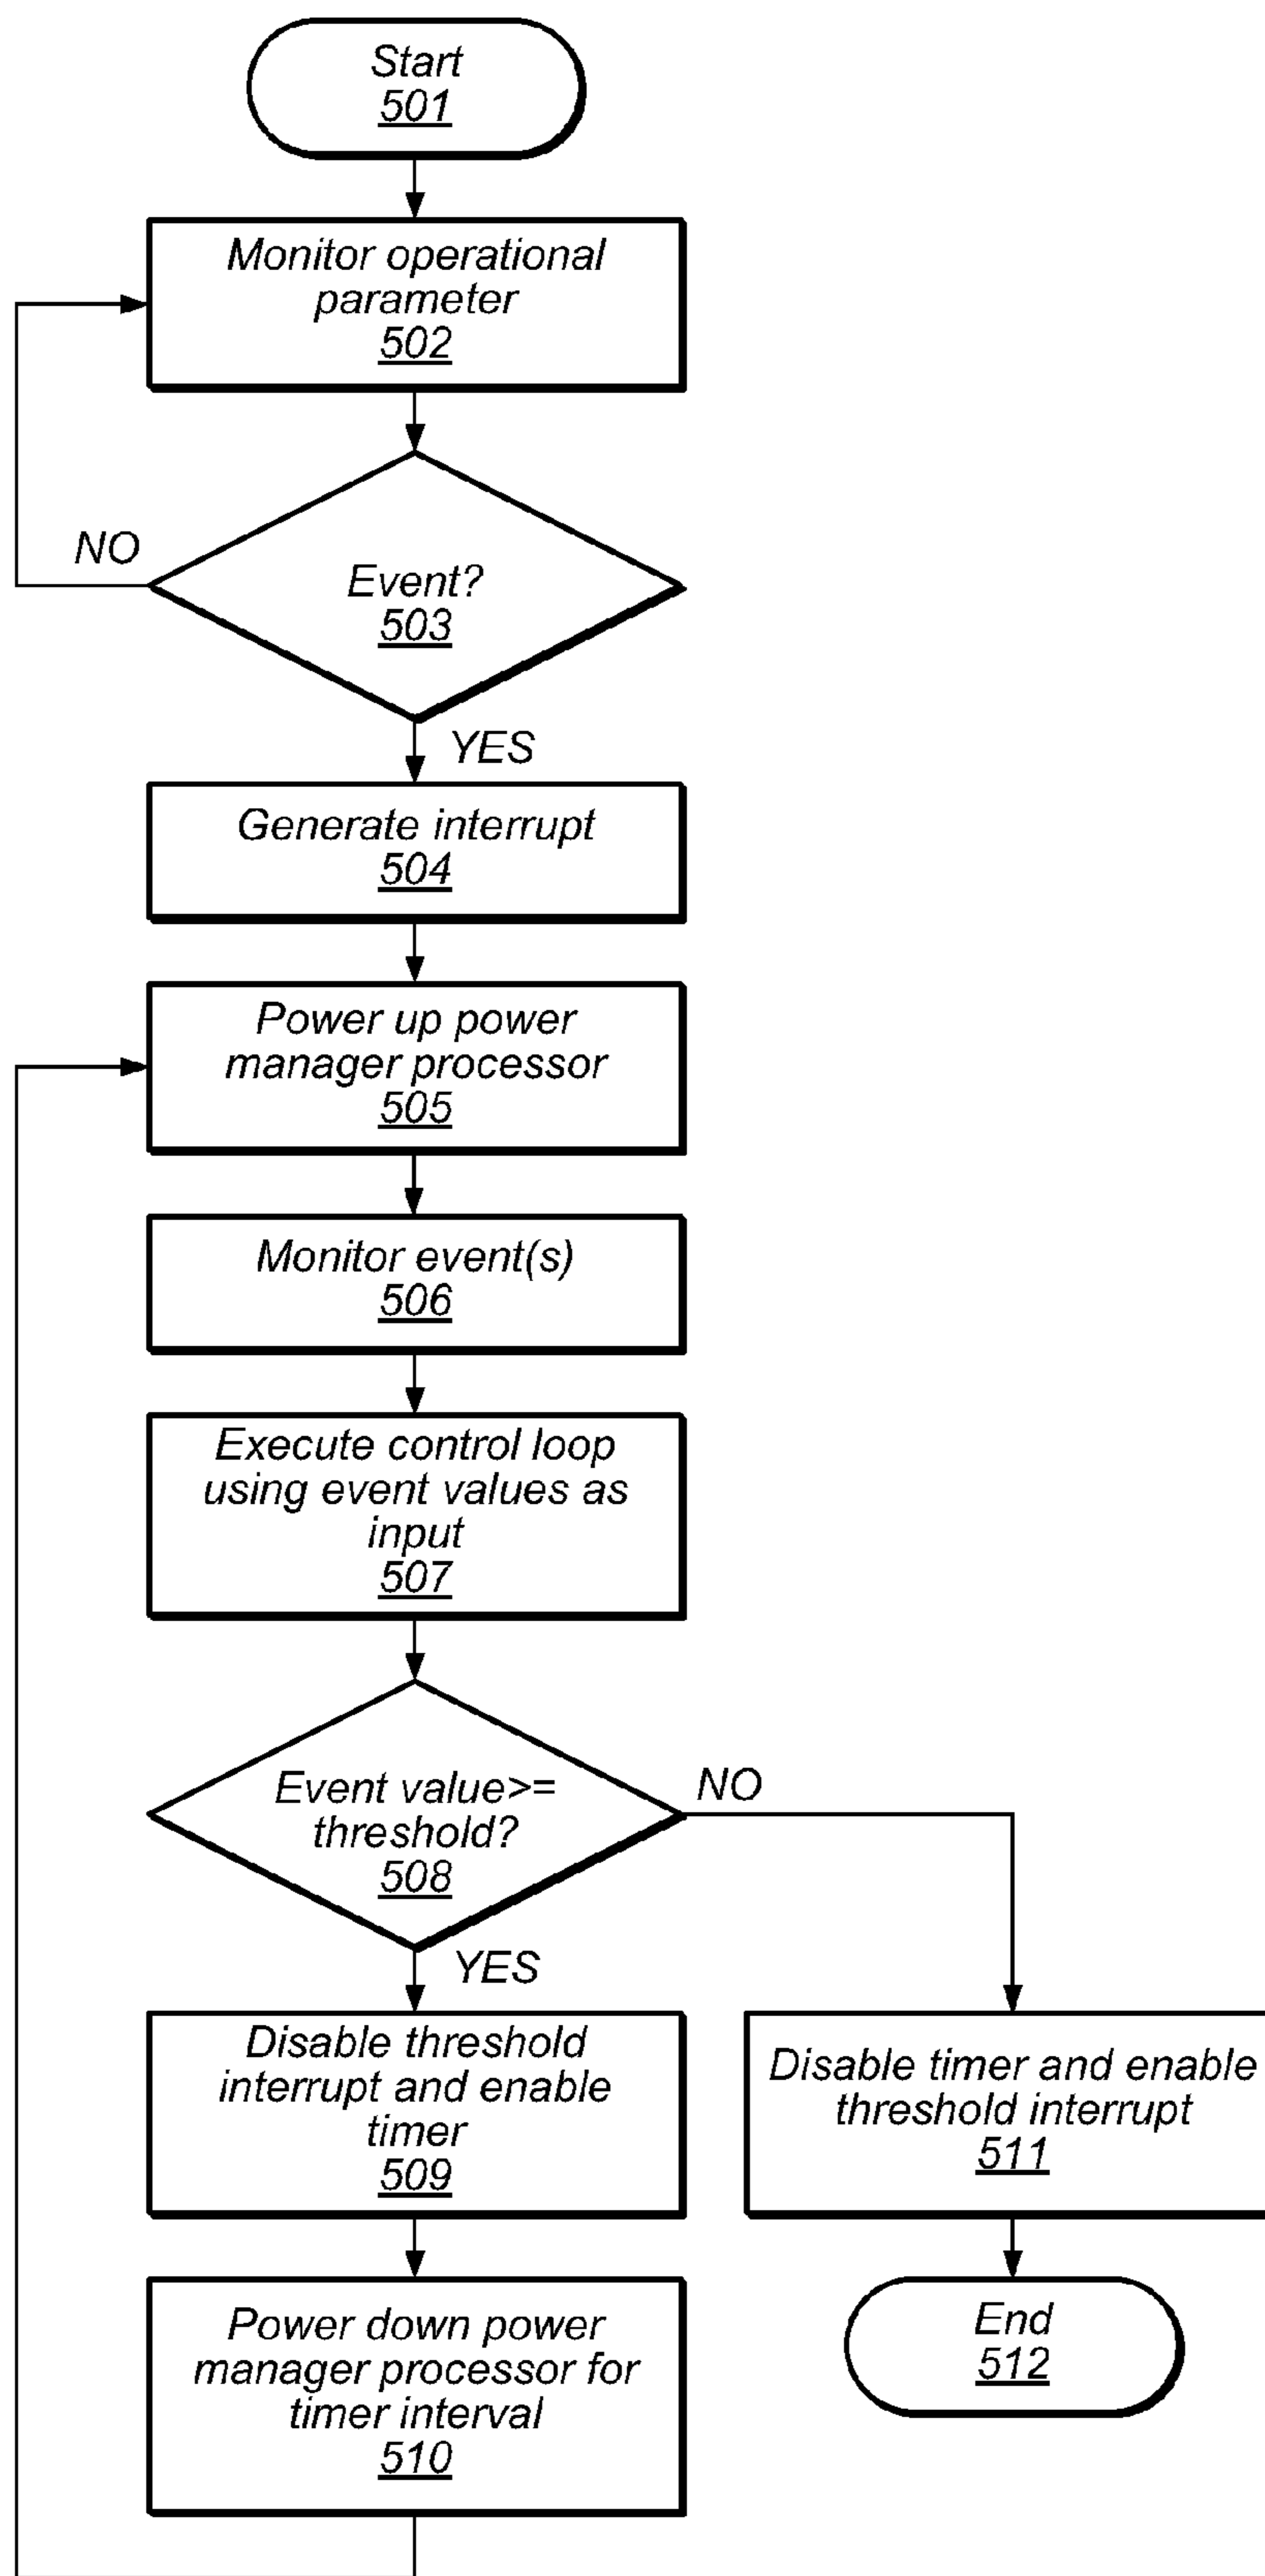 Start
501
Monitor operational
parameter
502
NO
Event?
503
YES
Generate interrupt
504
Power up power
manager processor
505
Monitor event(s)
506
Execute control loop
using event values as
input
507
Event value>=
threshold?
508
NO
YES
Disable threshold
interrupt and enable
timer
509
Disable timer and enable
threshold interrupt
511
Power down power
manager processor for
timer interval
510
End
512